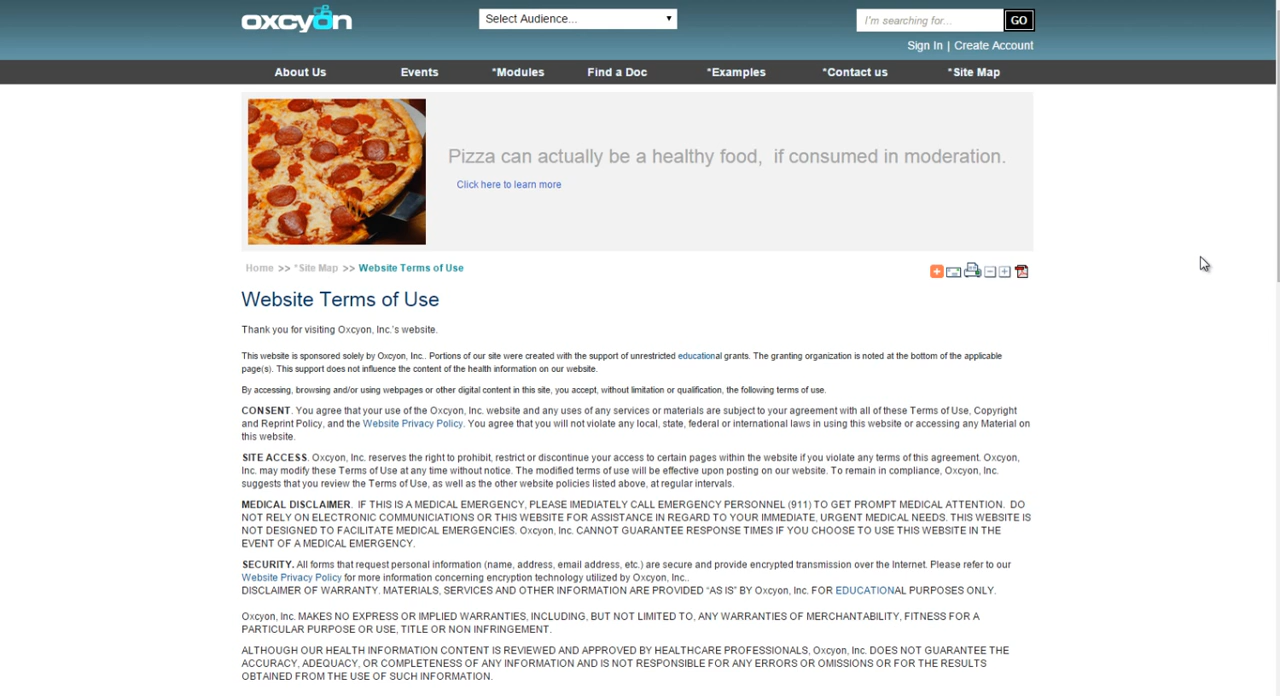 oxcyon
Select Audience...
I'm searching for...
GO
Sign In | Create Account
About Us
Events
*Modules
Find a Doc
*Examples
*Contact us
*Site Map
Pizza can actually be a healthy food, if consumed in moderation.
Click here to learn more
Home >> *Site Map >> Website Terms of Use
Website Terms of Use
Thank you for visiting Oxcyon, Inc.'s website.
This website is sponsored solely by Oxcyon, Inc.. Portions of our site were created with the support of unrestricted educational grants. The granting organization is noted at the bottom of the applicable
page(s). This support does not influence the content of the health information on our website.
By accessing, browsing and/or using webpages or other digital content in this site, you accept, without limitation or qualification, the following terms of use.
CONSENT. You agree that your use of the Oxcyon, Inc. website and any uses of any services or materials are subject to your agreement with all of these Terms of Use, Copyright
and Reprint Policy, and the Website Privacy Policy. You agree that you will not violate any local, state, federal or international laws in using this website or accessing any Material on
this website.
SITE ACCESS. Oxcyon, Inc. reserves the right to prohibit, restrict or discontinue your access to certain pages within the website if you violate any terms of this agreement. Oxcyon,
Inc. may modify these Terms of Use at any time without notice. The modified terms of use will be effective upon posting on our website. To remain in compliance, Oxcyon, Inc.
suggests that you review the Terms of Use, as well as the other website policies listed above, at regular intervals.
MEDICAL DISCLAIMER. IF THIS IS A MEDICAL EMERGENCY, PLEASE IMEDIATELY CALL EMERGENCY PERSONNEL (911) TO GET PROMPT MEDICAL ATTENTION. DO
NOT RELY ON ELECTRONIC COMMUNICIATIONS OR THIS WEBSITE FOR ASSISTANCE IN REGARD TO YOUR IMMEDIATE, URGENT MEDICAL NEEDS. THIS WEBSITE IS
NOT DESIGNED TO FACILITATE MEDICAL EMERGENCIES. Oxcyon, Inc. CANNOT GUARANTEE RESPONSE TIMES IF YOU CHOOSE TO USE THIS WEBSITE IN THE
EVENT OF A MEDICAL EMERGENCY.
SECURITY. All forms that request personal information (name, address, email address, etc.) are secure and provide encrypted transmission over the Internet. Please refer to our
Website Privacy Policy for more information concerning encryption technology utilized by Oxcyon, Inc..
DISCLAIMER OF WARRANTY. MATERIALS, SERVICES AND OTHER INFORMATION ARE PROVIDED “AS IS” BY Oxcyon, Inc. FOR EDUCATIONAL PURPOSES ONLY.
Oxcyon, Inc. MAKES NO EXPRESS OR IMPLIED WARRANTIES, INCLUDING, BUT NOT LIMITED TO, ANY WARRANTIES OF MERCHANTABILITY, FITNESS FOR A
PARTICULAR PURPOSE OR USE, TITLE OR NON INFRINGEMENT.
ALTHOUGH OUR HEALTH INFORMATION CONTENT IS REVIEWED AND APPROVED BY HEALTHCARE PROFESSIONALS, Oxcyon, Inc. DOES NOT GUARANTEE THE
ACCURACY, ADEQUACY, OR COMPLETENESS OF ANY INFORMATION AND IS NOT RESPONSIBLE FOR ANY ERRORS OR OMISSIONS OR FOR THE RESULTS
OBTAINED FROM THE USE OF SUCH INFORMATION.